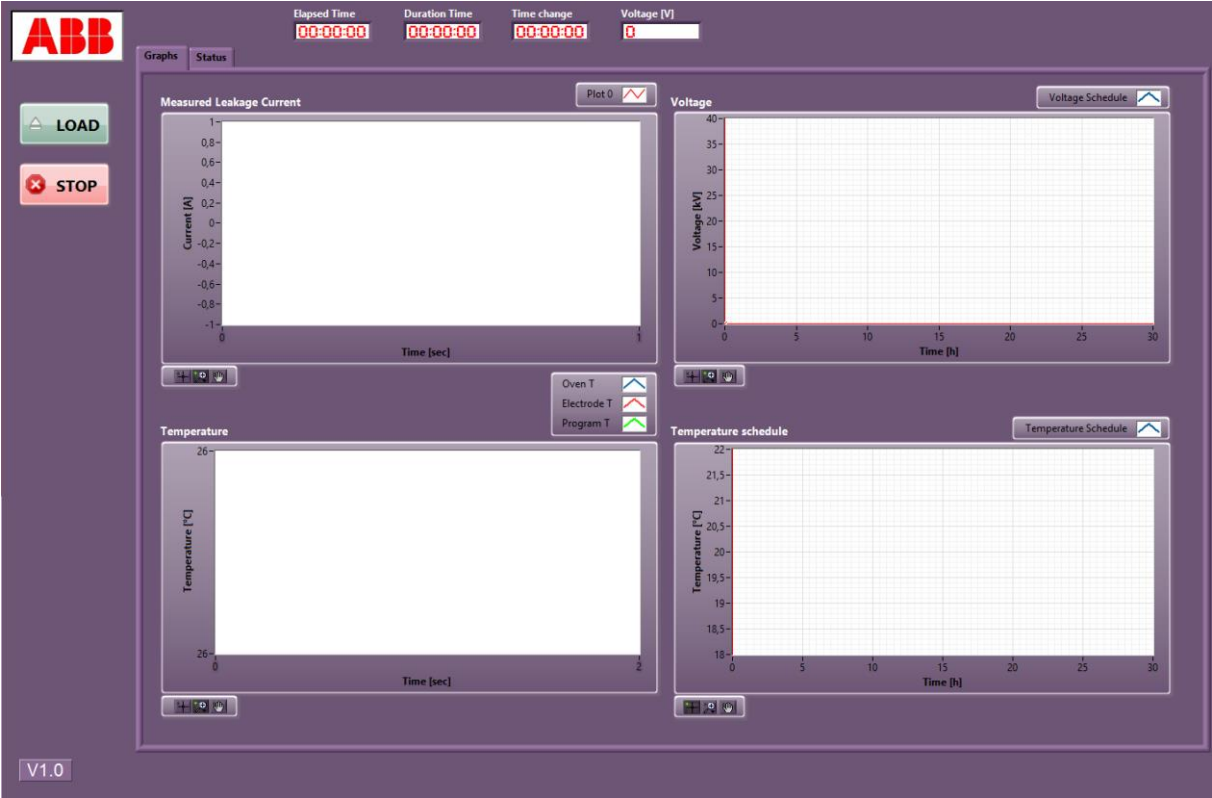 ABB
Elapsed Time Duration Time Time change Voltage [V]
00:00:00 00:00:00 00:00:00 0
Graphs Status
LOAD
STOP
Measured Leakage Current Plot 0
1
0,8
0,6
0,4
0,2
0
-0,2
-0,4
-0,6
-0,8
-1
Current [A]
0 1
Time [sec]
Voltage Voltage Schedule
40
35
30
25
20
15
10
5
0
Voltage [kV]
0 5 10 15 20 25 30
Time [h]
Temperature
Oven T
Electrode T
Program T
26
26
Temperature [°C]
0 2
Time [sec]
Temperature schedule Temperature Schedule
22
21,5
21
20,5
20
19,5
19
18,5
18
Temperature [°C]
0 5 10 15 20 25 30
Time [h]
V1.0